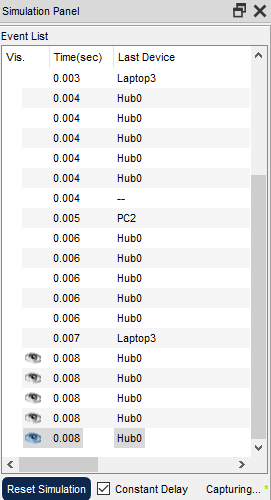 Simulation Panel
Event List
Vis. Time(sec) Last Device
0.003 Laptop3
0.004 Hub0
0.004 Hub0
0.004 Hub0
0.004 Hub0
0.004 Hub0
0.004 --
0.005 PC2
0.006 Hub0
0.006 Hub0
0.006 Hub0
0.006 Hub0
0.006 Hub0
0.007 Laptop3
0.008 Hub0
0.008 Hub0
0.008 Hub0
0.008 Hub0
0.008 Hub0
Reset Simulation Constant Delay Capturing... *